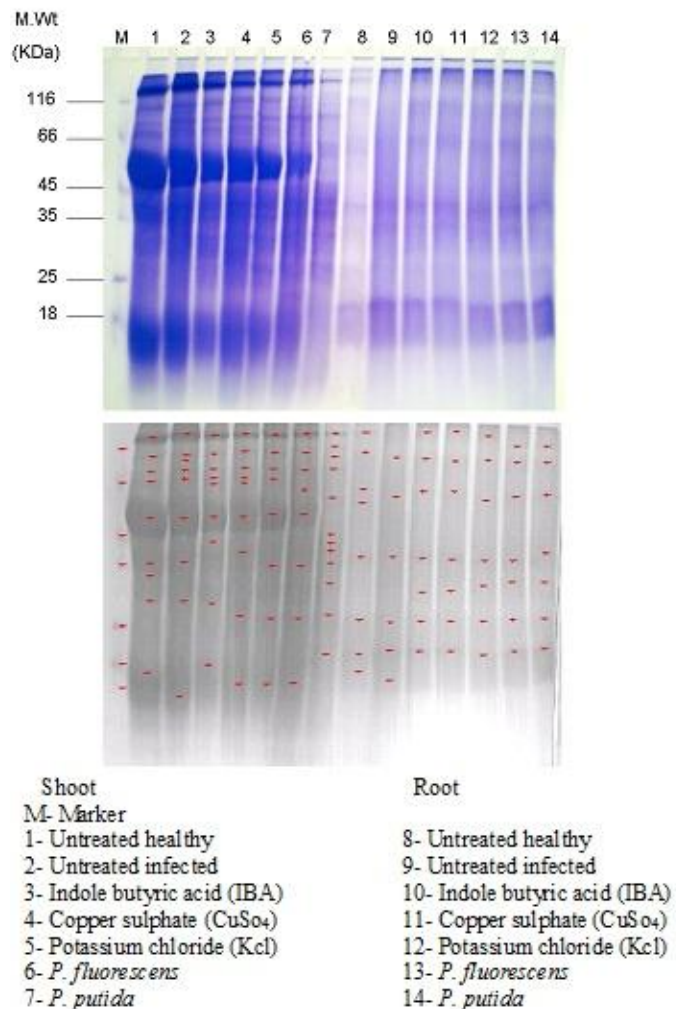 M.Wt
(KDa)
M 1 2 3 4 5 6 7 8 9 10 11 12 13 14
116
66
45
35
25
18
Shoot Root
M- Marker
1- Untreated healthy 8- Untreated healthy
2- Untreated infected 9- Untreated infected
3- Indole butyric acid (IBA) 10- Indole butyric acid (IBA)
4- Copper sulphate (CuSo₄) 11- Copper sulphate (CuSo₄)
5- Potassium chloride (Kcl) 12- Potassium chloride (Kcl)
6- P. fluorescens 13- P. fluorescens
7- P. putida 14- P. putida